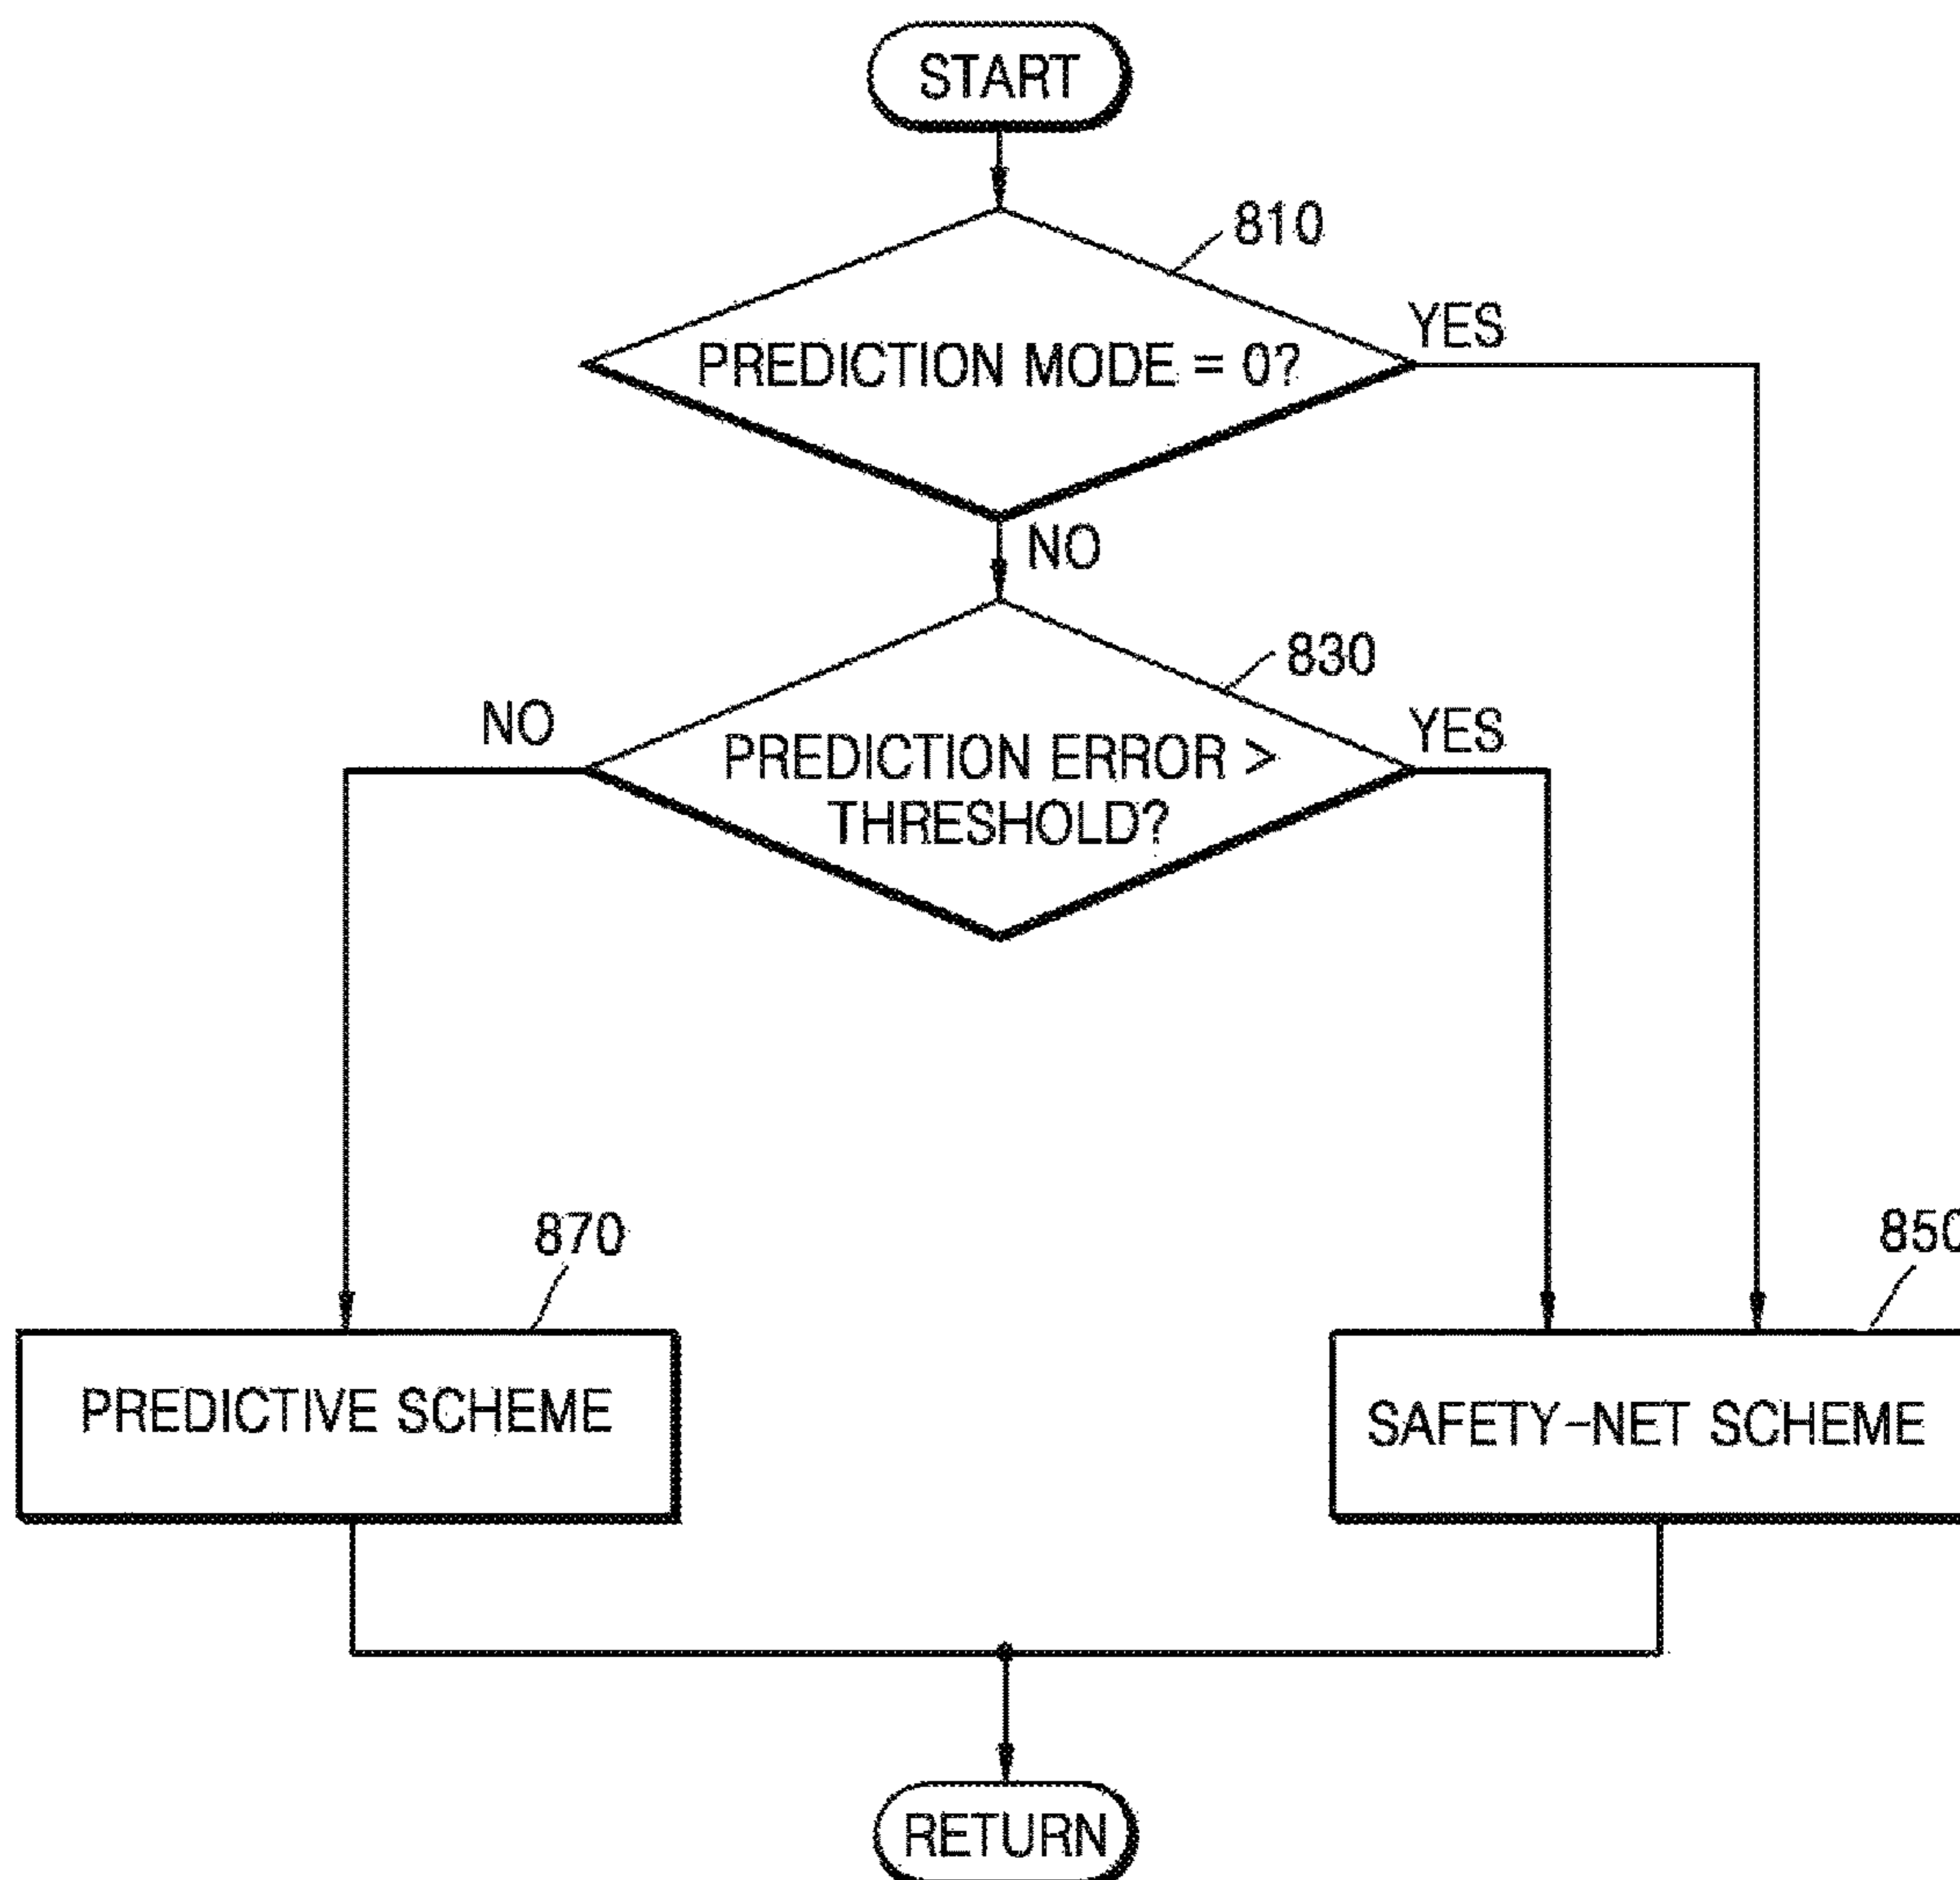 START
810
PREDICTION MODE = 0?
YES
NO
830
NO
PREDICTION ERROR >
THRESHOLD?
YES
870
850
PREDICTIVE SCHEME
SAFETY-NET SCHEME
RETURN